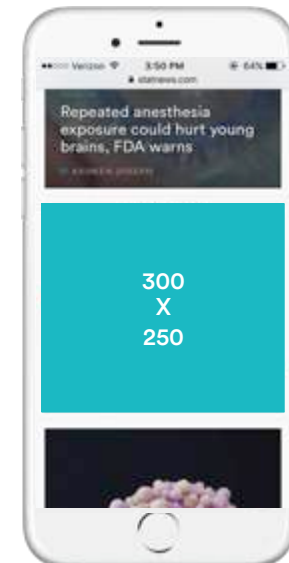 Verizon 3:50 PM 64%
statnews.com
Repeated anesthesia
exposure could hurt young
brains, FDA warns
300
X
250